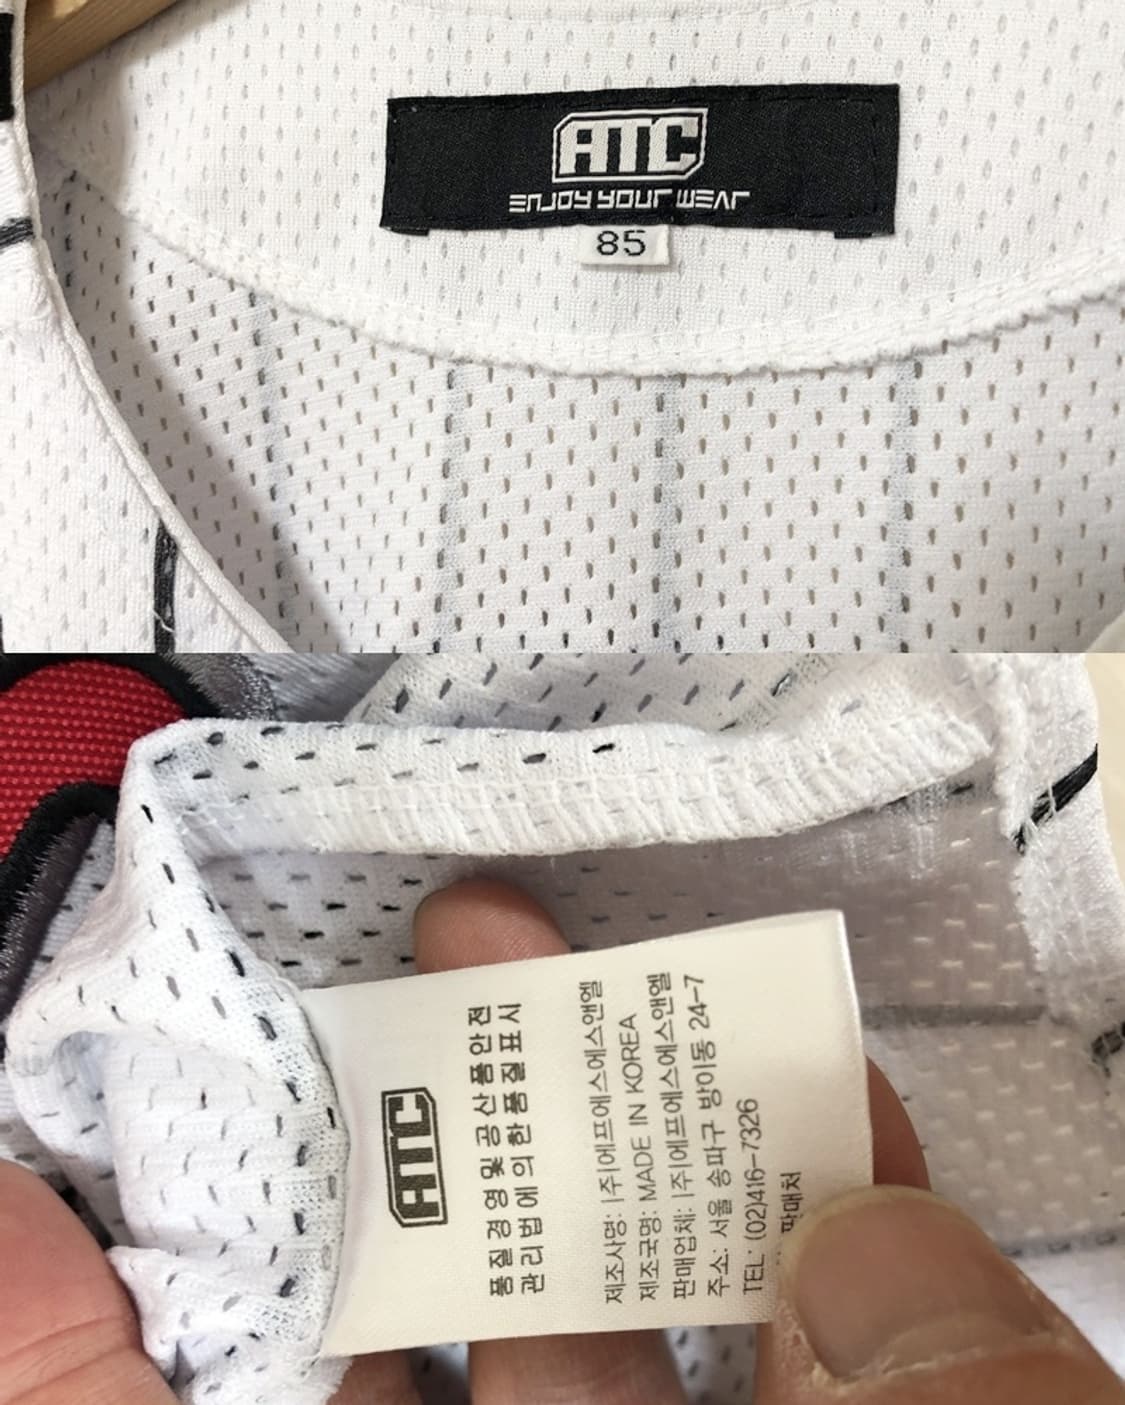 ATC
ENJOY YOUR WEAR
85
ATC
품질경영 및 공산품안전
관리법에 의한 품질표시
제조사명: |주|에프에스에스앤엘
제조국명: MADE IN KOREA
판매업체: |주|에프에스에스앤엘
주소: 서울 송파구 방이동 24-7
TEL: (02)416-7326
판매처